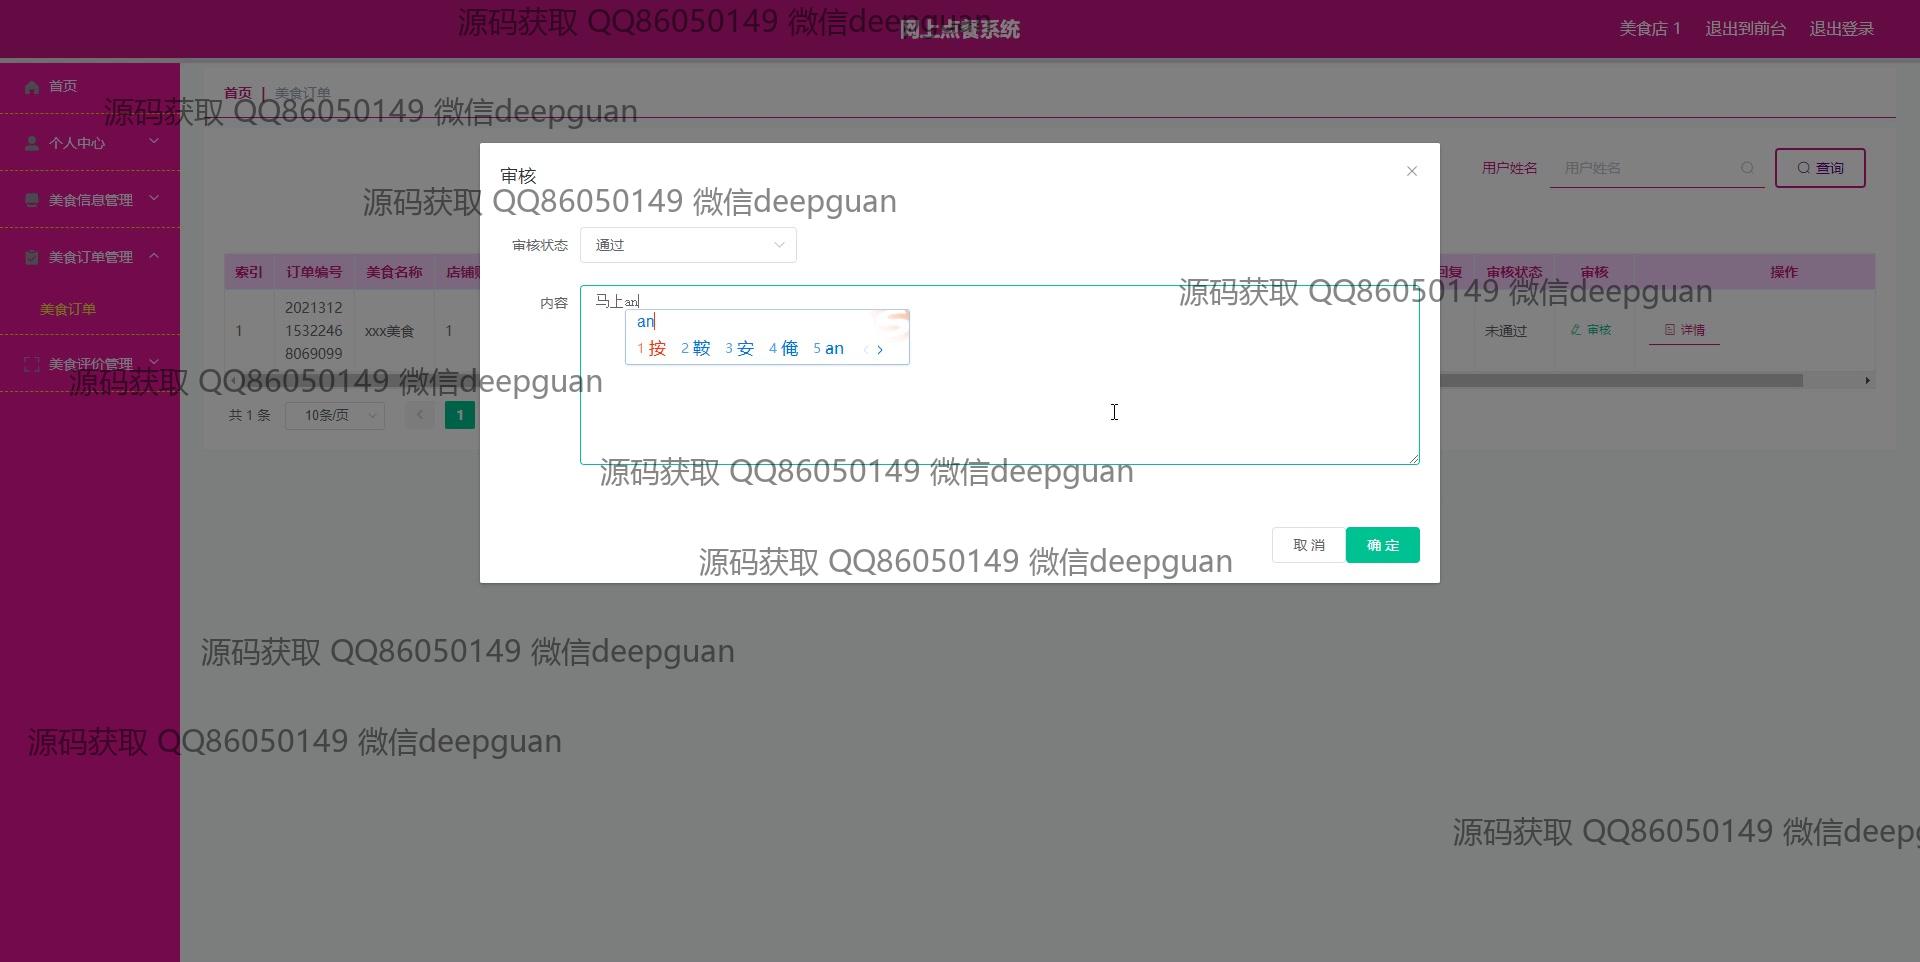 网上点餐系统
美食店 1 退出到前台 退出登录
源码获取 QQ86050149 微信deepguan
首页
个人中心
美食信息管理
美食订单管理
美食订单
美食评价管理
首页 | 美食订单
源码获取 QQ86050149 微信deepguan
用户姓名 用户姓名 查询
审核
源码获取 QQ86050149 微信deepguan
审核状态 通过
内容 马上an
an
1 按 2 鞍 3 安 4 俺 5 an
索引 订单编号 美食名称 店铺
回复 审核状态 审核 操作
源码获取 QQ86050149 微信deepguan
2021312
1532246
8069099
1 xxx美食 1
未通过 审核 详情
源码获取 QQ86050149 微信deepguan
共 1 条 10条/页 1
源码获取 QQ86050149 微信deepguan
取消 确定
源码获取 QQ86050149 微信deepguan
源码获取 QQ86050149 微信deepguan
源码获取 QQ86050149 微信deepguan
源码获取 QQ86050149 微信deepg